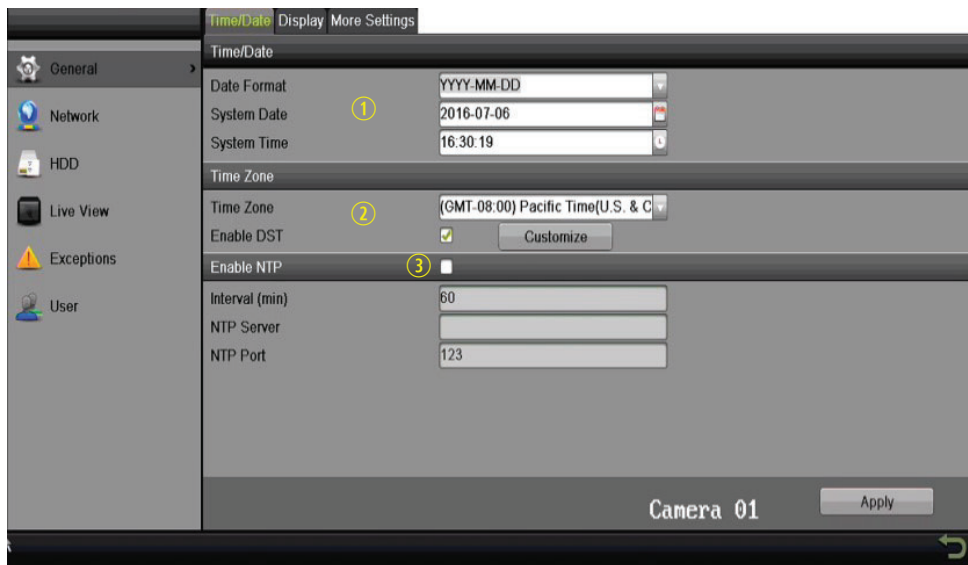 Time/Date Display More Settings
General
Network
HDD
Live View
Exceptions
User
Time/Date
Date Format YYYY-MM-DD
①
System Date 2016-07-06
System Time 16:30:19
Time Zone
Time Zone ② (GMT-08:00) Pacific Time(U.S. & C
Enable DST Customize
Enable NTP ③
Interval (min) 60
NTP Server
NTP Port 123
Camera 01 Apply